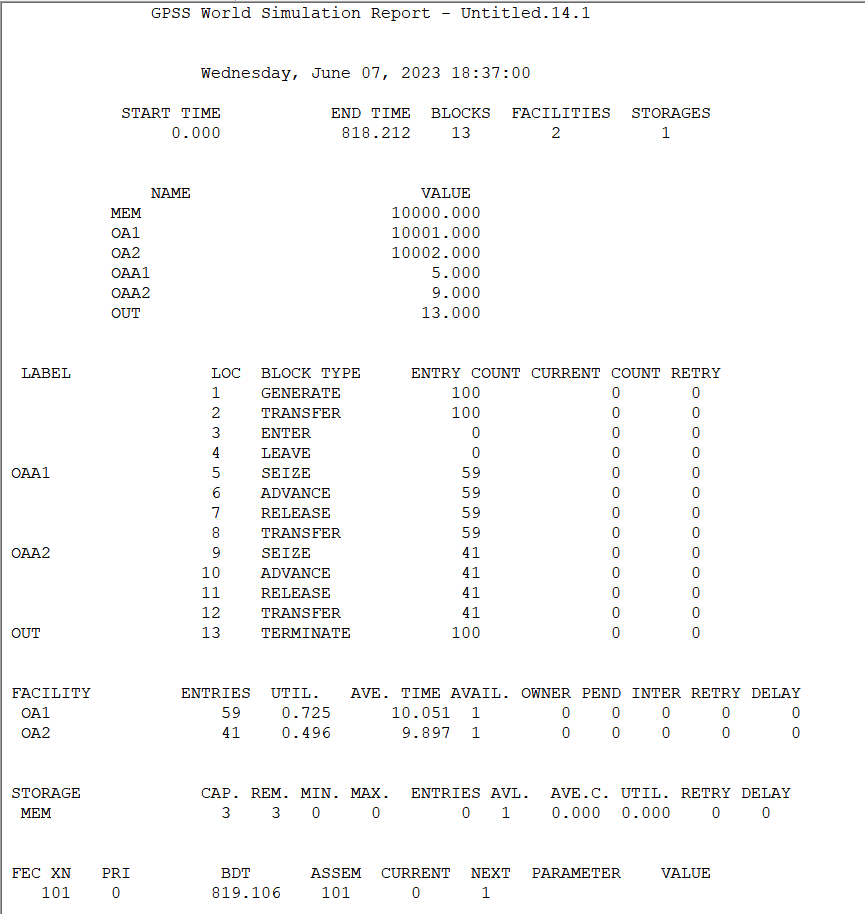 GPSS World Simulation Report - Untitled.14.1
Wednesday, June 07, 2023 18:37:00
START TIME END TIME BLOCKS FACILITIES STORAGES
0.000 818.212 13 2 1
NAME VALUE
MEM 10000.000
OA1 10001.000
OA2 10002.000
OAA1 5.000
OAA2 9.000
OUT 13.000
LABEL LOC BLOCK TYPE ENTRY COUNT CURRENT COUNT RETRY
1 GENERATE 100 0 0
2 TRANSFER 100 0 0
3 ENTER 0 0 0
4 LEAVE 0 0 0
OAA1 5 SEIZE 59 0 0
6 ADVANCE 59 0 0
7 RELEASE 59 0 0
8 TRANSFER 59 0 0
OAA2 9 SEIZE 41 0 0
10 ADVANCE 41 0 0
11 RELEASE 41 0 0
12 TRANSFER 41 0 0
OUT 13 TERMINATE 100 0 0
FACILITY ENTRIES UTIL. AVE. TIME AVAIL. OWNER PEND INTER RETRY DELAY
OA1 59 0.725 10.051 1 0 0 0 0 0
OA2 41 0.496 9.897 1 0 0 0 0 0
STORAGE CAP. REM. MIN. MAX. ENTRIES AVL. AVE.C. UTIL. RETRY DELAY
MEM 3 3 0 0 0 1 0.000 0.000 0 0
FEC XN PRI BDT ASSEM CURRENT NEXT PARAMETER VALUE
101 0 819.106 101 0 1